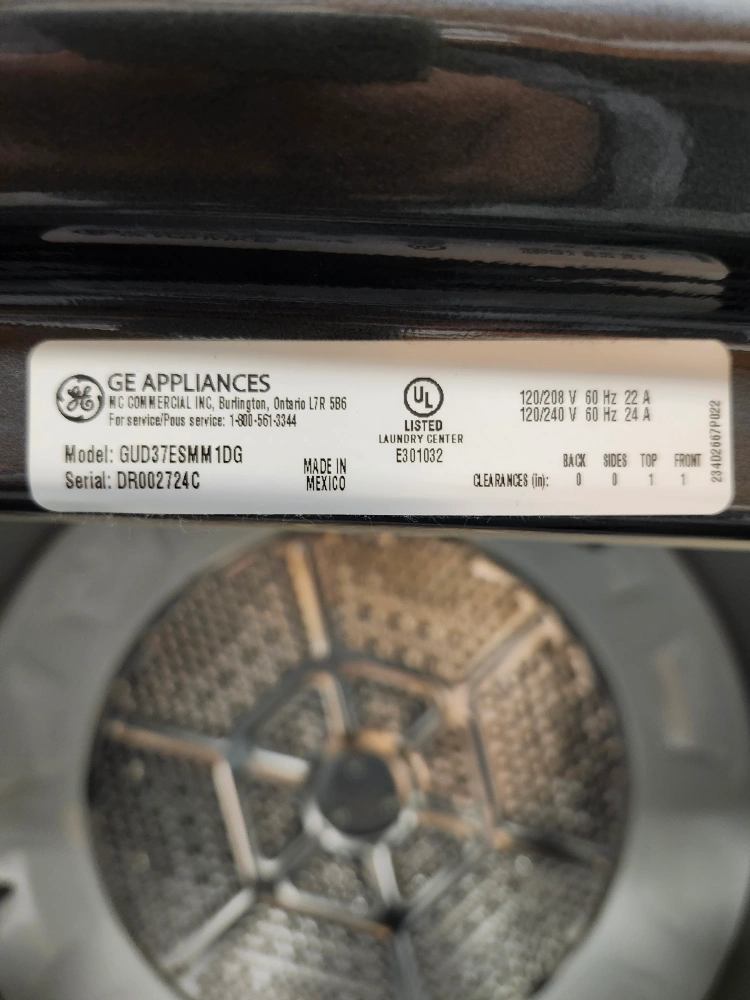 GE APPLIANCES
MC COMMERCIAL INC, Burlington, Ontario L7R 5B6
For service/Pous service: 1-800-561-3344
Model: GUD37ESMM1DG
Serial: DR002724C
MADE IN
MEXICO
UL
LISTED
LAUNDRY CENTER
E301032
120/208 V 60 Hz 22 A
120/240 V 60 Hz 24 A
BACK SIDES TOP FRONT
CLEARANCES (in): 0 0 1 1
234D2667P022